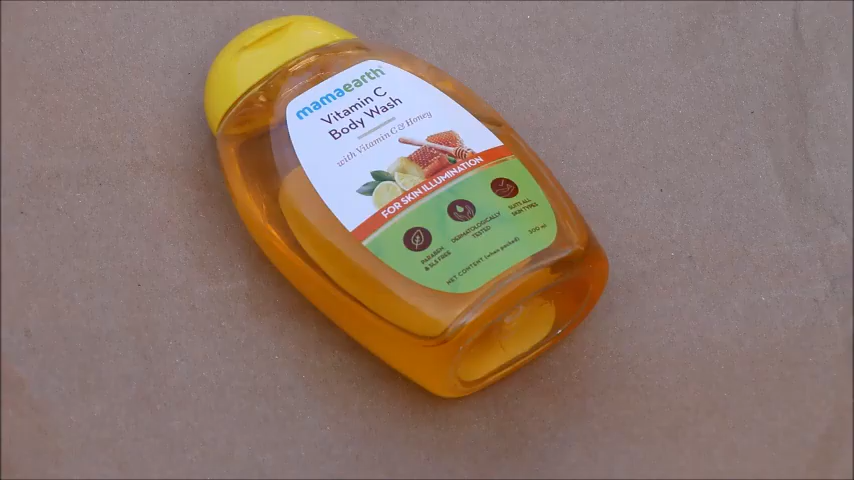 mamaearth
Vitamin C
Body Wash
with Vitamin C & Honey
FOR SKIN ILLUMINATION
PARABEN
& SLS FREE
DERMATOLOGICALLY
TESTED
SUITS ALL
SKIN TYPES
NET CONTENT (when packed) 300 ml